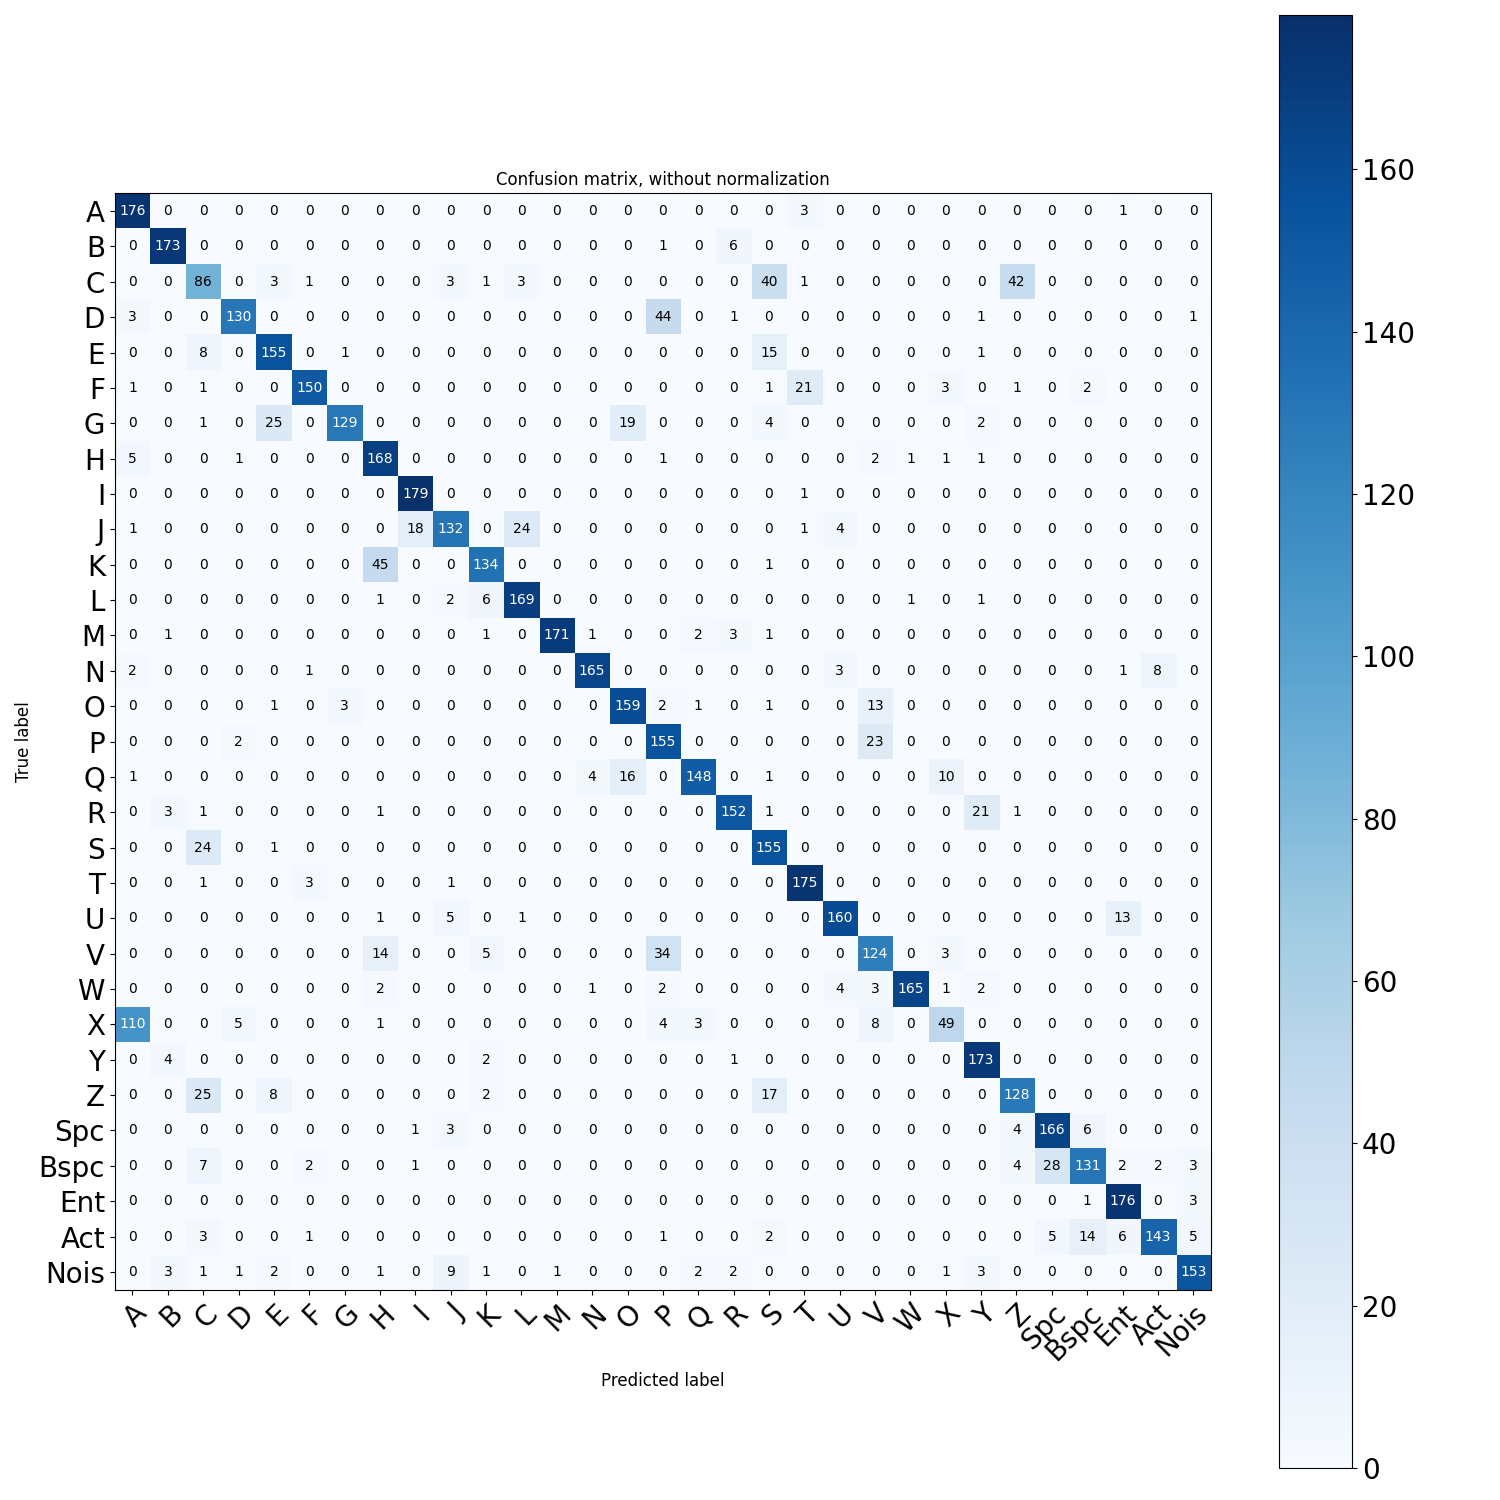 Confusion matrix, without normalization
A 176 0 0 0 0 0 0 0 0 0 0 0 0 0 0 0 0 0 0 3 0 0 0 0 0 0 0 0 1 0 0
B 0 173 0 0 0 0 0 0 0 0 0 0 0 0 0 1 0 6 0 0 0 0 0 0 0 0 0 0 0 0 0
C 0 0 86 0 3 1 0 0 0 3 1 3 0 0 0 0 0 0 40 1 0 0 0 0 0 42 0 0 0 0 0
D 3 0 0 130 0 0 0 0 0 0 0 0 0 0 0 44 0 1 0 0 0 0 0 0 1 0 0 0 0 0 1
E 0 0 8 0 155 0 1 0 0 0 0 0 0 0 0 0 0 0 15 0 0 0 0 0 1 0 0 0 0 0 0
F 1 0 1 0 0 150 0 0 0 0 0 0 0 0 0 0 0 0 1 21 0 0 0 3 0 1 0 2 0 0 0
G 0 0 1 0 25 0 129 0 0 0 0 0 0 0 19 0 0 0 4 0 0 0 0 0 2 0 0 0 0 0 0
H 5 0 0 1 0 0 0 168 0 0 0 0 0 0 0 1 0 0 0 0 0 2 1 1 1 0 0 0 0 0 0
I 0 0 0 0 0 0 0 0 179 0 0 0 0 0 0 0 0 0 0 1 0 0 0 0 0 0 0 0 0 0 0
J 1 0 0 0 0 0 0 0 18 132 0 24 0 0 0 0 0 0 0 1 4 0 0 0 0 0 0 0 0 0 0
K 0 0 0 0 0 0 0 45 0 0 134 0 0 0 0 0 0 0 1 0 0 0 0 0 0 0 0 0 0 0 0
L 0 0 0 0 0 0 0 1 0 2 6 169 0 0 0 0 0 0 0 0 0 0 1 0 1 0 0 0 0 0 0
M 0 1 0 0 0 0 0 0 0 0 1 0 171 1 0 0 2 3 1 0 0 0 0 0 0 0 0 0 0 0 0
N 2 0 0 0 0 1 0 0 0 0 0 0 0 165 0 0 0 0 0 0 3 0 0 0 0 0 0 0 1 8 0
O 0 0 0 0 1 0 3 0 0 0 0 0 0 0 159 2 1 0 1 0 0 13 0 0 0 0 0 0 0 0 0
P 0 0 0 2 0 0 0 0 0 0 0 0 0 0 0 155 0 0 0 0 0 23 0 0 0 0 0 0 0 0 0
Q 1 0 0 0 0 0 0 0 0 0 0 0 0 4 16 0 148 0 1 0 0 0 0 10 0 0 0 0 0 0 0
R 0 3 1 0 0 0 0 1 0 0 0 0 0 0 0 0 0 152 1 0 0 0 0 0 21 1 0 0 0 0 0
S 0 0 24 0 1 0 0 0 0 0 0 0 0 0 0 0 0 0 155 0 0 0 0 0 0 0 0 0 0 0 0
T 0 0 1 0 0 3 0 0 0 1 0 0 0 0 0 0 0 0 0 175 0 0 0 0 0 0 0 0 0 0 0
U 0 0 0 0 0 0 0 1 0 5 0 1 0 0 0 0 0 0 0 0 160 0 0 0 0 0 0 0 13 0 0
V 0 0 0 0 0 0 0 14 0 0 5 0 0 0 0 34 0 0 0 0 0 124 0 3 0 0 0 0 0 0 0
W 0 0 0 0 0 0 0 2 0 0 0 0 0 1 0 2 0 0 0 0 4 3 165 1 2 0 0 0 0 0 0
X 110 0 0 5 0 0 0 1 0 0 0 0 0 0 0 4 3 0 0 0 0 8 0 49 0 0 0 0 0 0 0
Y 0 4 0 0 0 0 0 0 0 0 2 0 0 0 0 0 0 1 0 0 0 0 0 0 173 0 0 0 0 0 0
Z 0 0 25 0 8 0 0 0 0 0 2 0 0 0 0 0 0 0 17 0 0 0 0 0 0 128 0 0 0 0 0
Spc 0 0 0 0 0 0 0 0 1 3 0 0 0 0 0 0 0 0 0 0 0 0 0 0 0 4 166 6 0 0 0
Bspc 0 0 7 0 0 2 0 0 1 0 0 0 0 0 0 0 0 0 0 0 0 0 0 0 0 4 28 131 2 2 3
Ent 0 0 0 0 0 0 0 0 0 0 0 0 0 0 0 0 0 0 0 0 0 0 0 0 0 0 0 1 176 0 3
Act 0 0 3 0 0 1 0 0 0 0 0 0 0 0 0 1 0 0 2 0 0 0 0 0 0 0 5 14 6 143 5
Nois 0 3 1 1 2 0 0 1 0 9 1 0 1 0 0 0 2 2 0 0 0 0 0 1 3 0 0 0 0 0 153
A B C D E F G H I J K L M N O P Q R S T U V W X Y Z Spc Bspc Ent Act Nois
Predicted label
True label
160
140
120
100
80
60
40
20
0